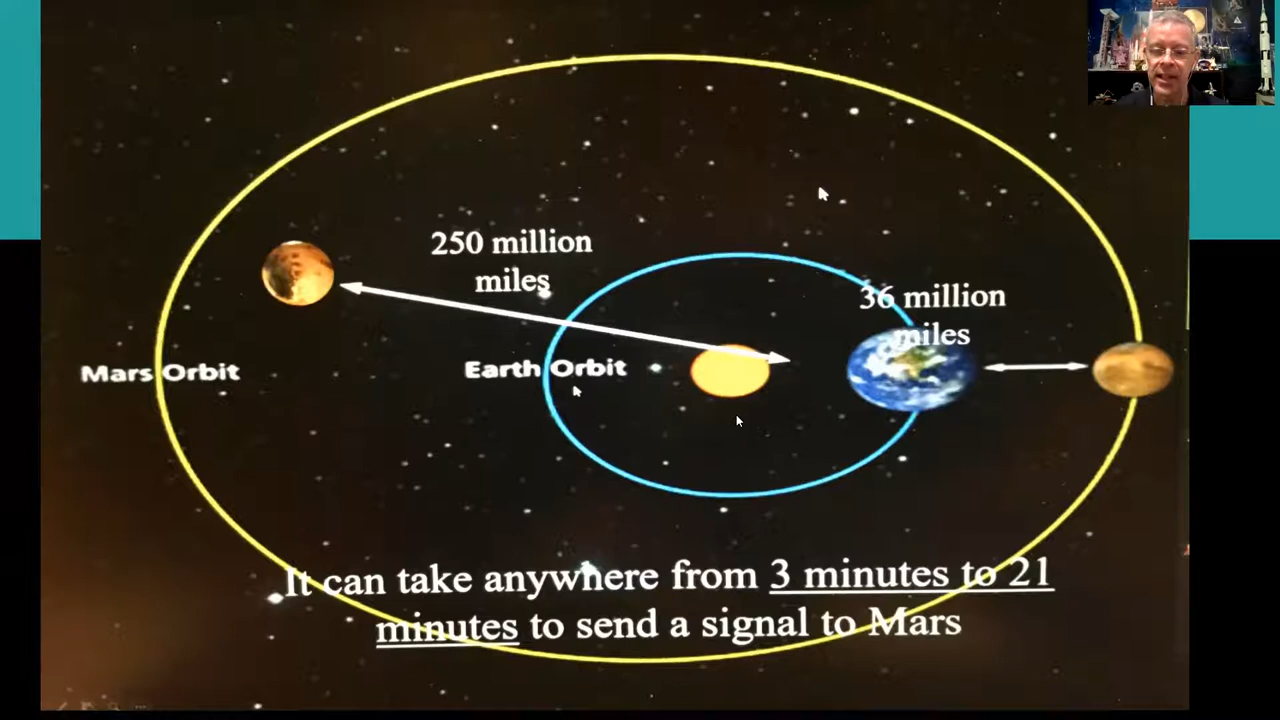 250 million
miles
36 million
miles
Mars Orbit
Earth Orbit
It can take anywhere from 3 minutes to 21
minutes to send a signal to Mars